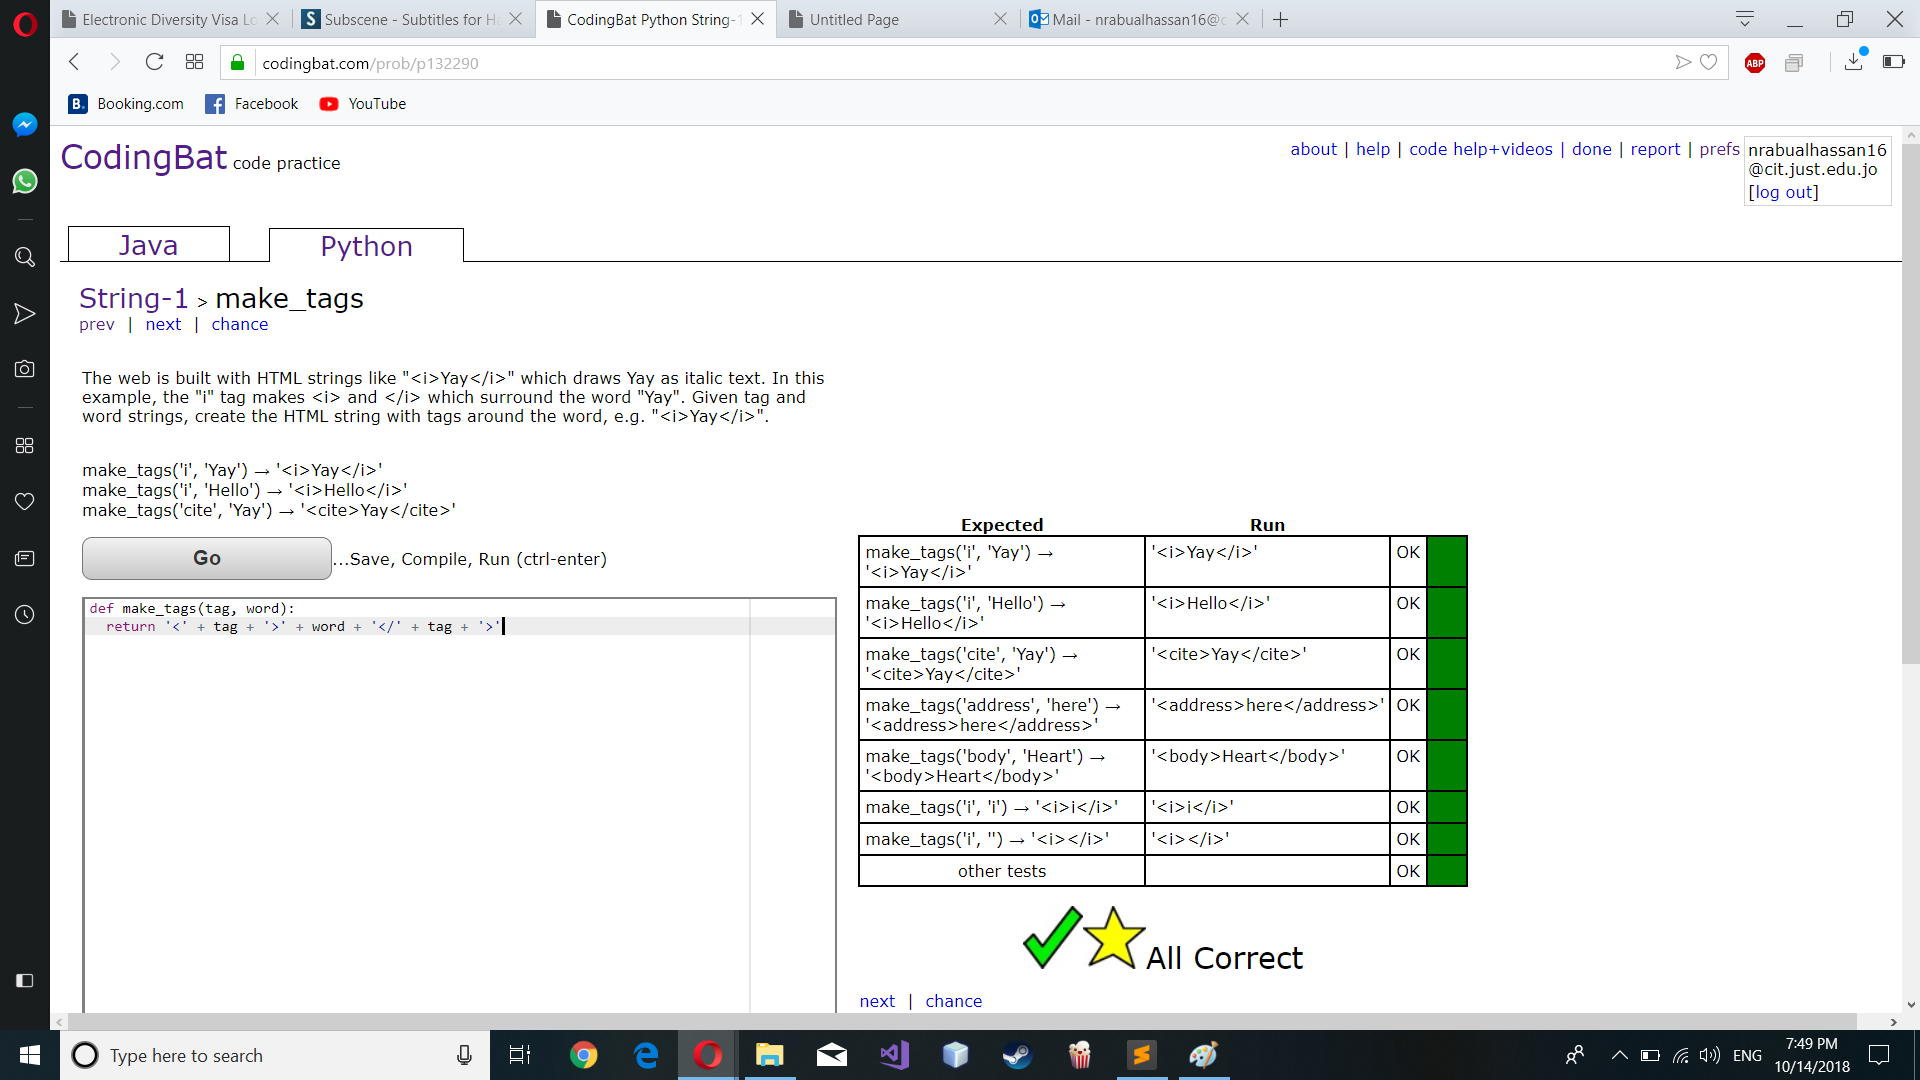 Electronic Diversity Visa Lo
Subscene - Subtitles for H
CodingBat Python String-1
Untitled Page
Mail - nrabualhassan16@c
codingbat.com/prob/p132290
ABP
B. Booking.com
Facebook
YouTube
CodingBat code practice
about | help | code help+videos | done | report | prefs
nrabualhassan16
@cit.just.edu.jo
[log out]
Java
Python
String-1 > make_tags
prev | next | chance
The web is built with HTML strings like "<i>Yay</i>" which draws Yay as italic text. In this
example, the "i" tag makes <i> and </i> which surround the word "Yay". Given tag and
word strings, create the HTML string with tags around the word, e.g. "<i>Yay</i>".
make_tags('i', 'Yay') → '<i>Yay</i>'
make_tags('i', 'Hello') → '<i>Hello</i>'
make_tags('cite', 'Yay') → '<cite>Yay</cite>'
Go
...Save, Compile, Run (ctrl-enter)
def make_tags(tag, word):
  return '<' + tag + '>' + word + '</' + tag + '>'
Expected Run
make_tags('i', 'Yay') → '<i>Yay</i>' OK
'<i>Yay</i>'
make_tags('i', 'Hello') → '<i>Hello</i>' OK
'<i>Hello</i>'
make_tags('cite', 'Yay') → '<cite>Yay</cite>' OK
'<cite>Yay</cite>'
make_tags('address', 'here') → '<address>here</address>' OK
'<address>here</address>'
make_tags('body', 'Heart') → '<body>Heart</body>' OK
'<body>Heart</body>'
make_tags('i', 'i') → '<i>i</i>' '<i>i</i>' OK
make_tags('i', '') → '<i></i>' '<i></i>' OK
other tests OK
All Correct
next | chance
Type here to search
ENG
7:49 PM
10/14/2018